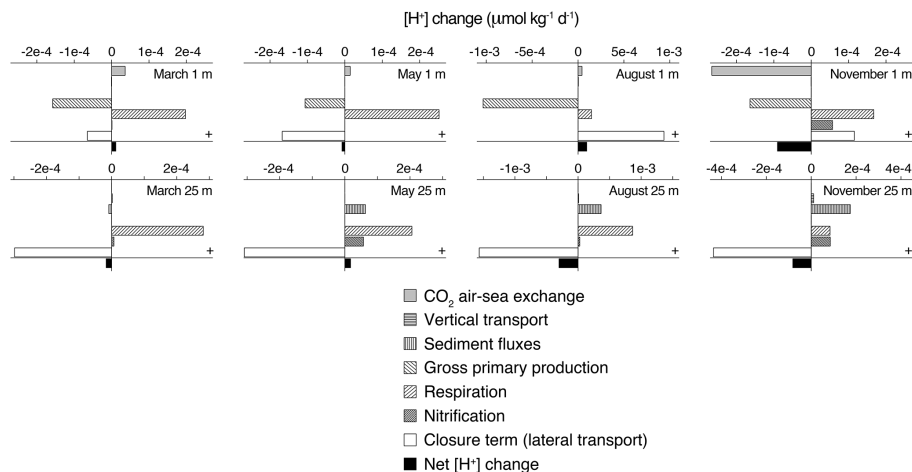 [H⁺] change (μmol kg⁻¹ d⁻¹)
-2e-4 -1e-4 0 1e-4 2e-4
March 1 m
+
-2e-4 -1e-4 0 1e-4 2e-4
May 1 m
+
-1e-3 -5e-4 0 5e-4 1e-3
August 1 m
+
-2e-4 -1e-4 0 1e-4 2e-4
November 1 m
+
-2e-4 0 2e-4
March 25 m
+
-2e-4 0 2e-4
May 25 m
+
-1e-3 0 1e-3
August 25 m
+
-4e-4 -2e-4 0 2e-4 4e-4
November 25 m
+
CO₂ air-sea exchange
Vertical transport
Sediment fluxes
Gross primary production
Respiration
Nitrification
Closure term (lateral transport)
Net [H⁺] change